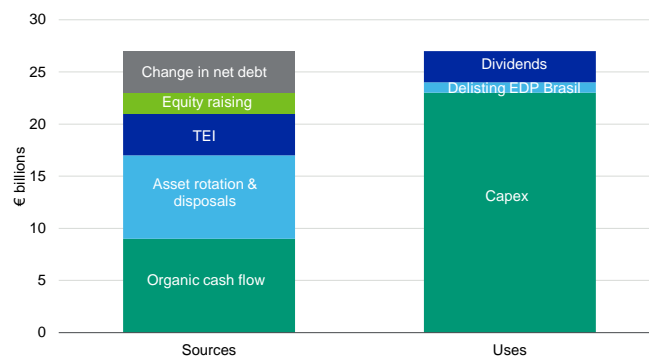 30
25
20
15
10
5
0
€ billions
Change in net debt
Equity raising
TEI
Asset rotation &
disposals
Organic cash flow
Dividends
Delisting EDP Brasil
Capex
Sources
Uses